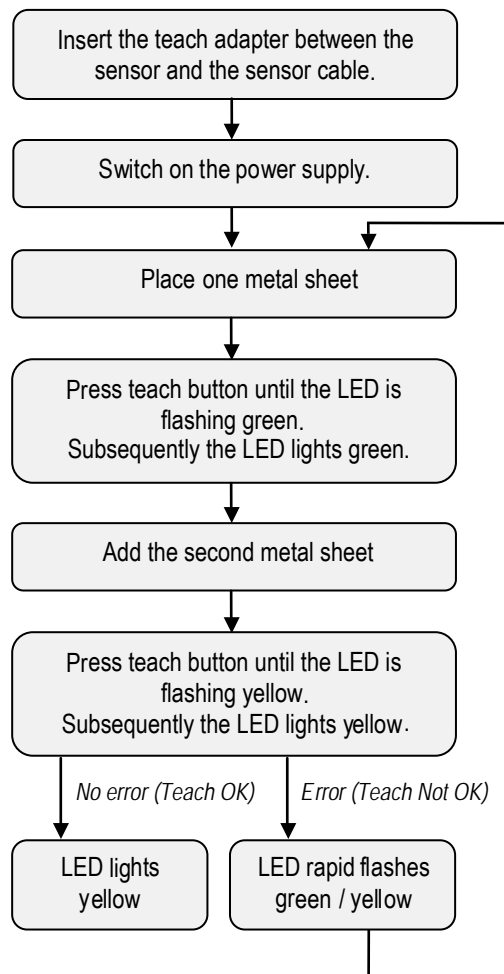 Insert the teach adapter between the
sensor and the sensor cable.
Switch on the power supply.
Place one metal sheet
Press teach button until the LED is
flashing green.
Subsequently the LED lights green.
Add the second metal sheet
Press teach button until the LED is
flashing yellow.
Subsequently the LED lights yellow.
No error (Teach OK)
Error (Teach Not OK)
LED lights
yellow
LED rapid flashes
green / yellow